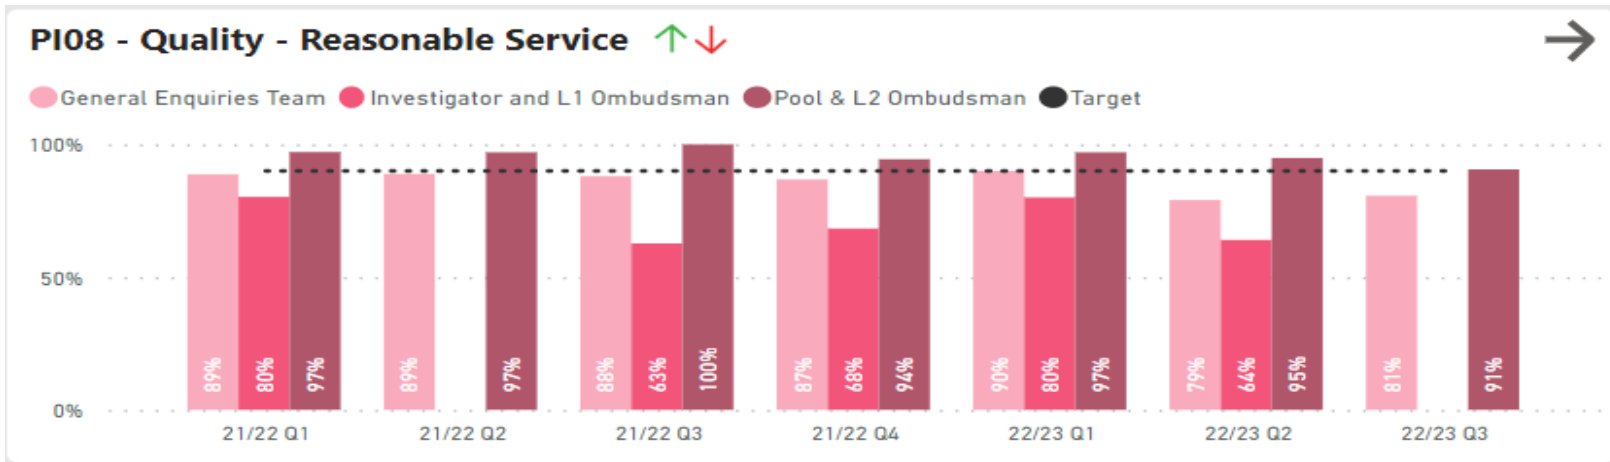 PI08 - Quality - Reasonable Service
General Enquiries Team Investigator and L1 Ombudsman Pool & L2 Ombudsman Target
100%
50%
0%
89% 80% 97% 89% 97% 88% 63% 100% 87% 68% 94% 90% 80% 97% 79% 64% 95% 81% 91%
21/22 Q1 21/22 Q2 21/22 Q3 21/22 Q4 22/23 Q1 22/23 Q2 22/23 Q3